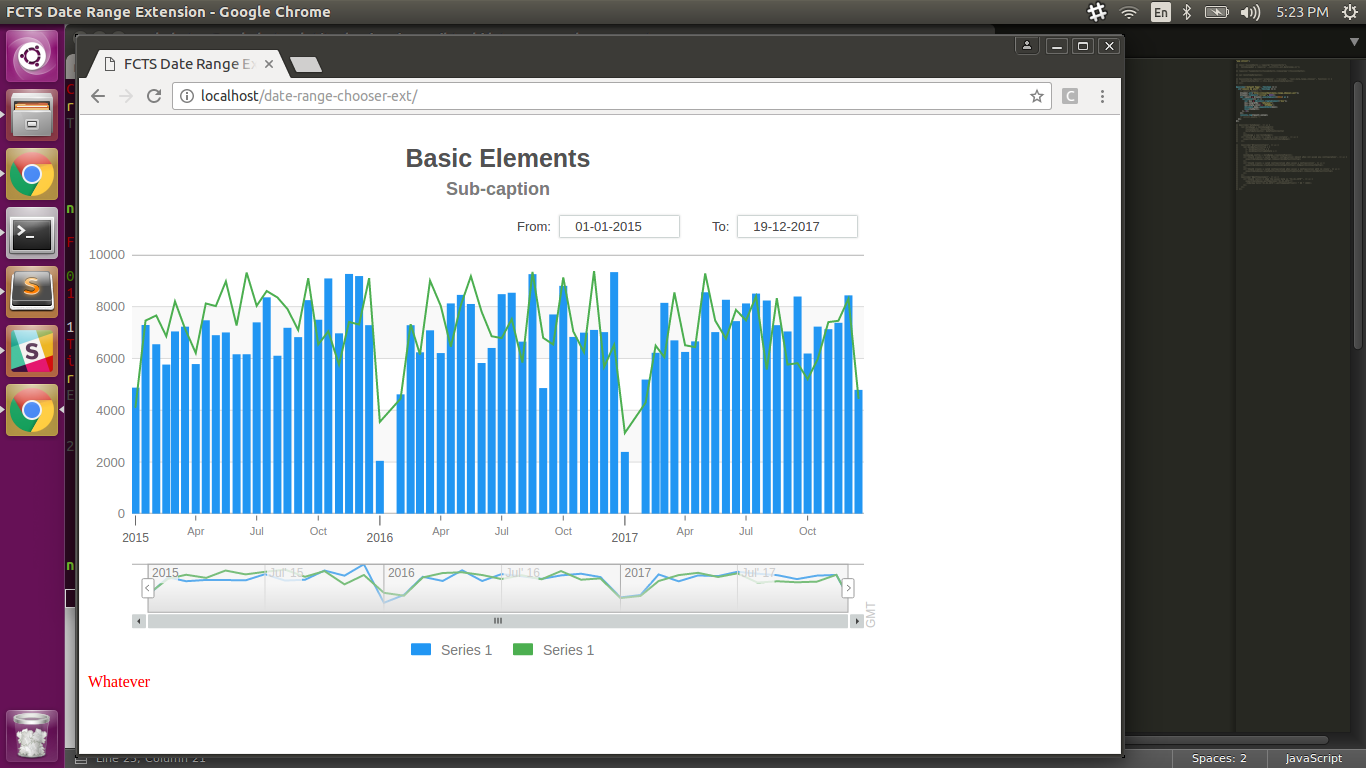 FCTS Date Range Extension - Google Chrome
En
5:23 PM
FCTS Date Range E
localhost/date-range-chooser-ext/
C
Basic Elements
Sub-caption
From: 01-01-2015 To: 19-12-2017
10000
8000
6000
4000
2000
0
Apr Jul Oct Apr Jul Oct Apr Jul Oct
2015 2016 2017
2015 Jul' 15 2016 Jul' 16 2017 Jul' 17
GMT
Series 1 Series 1
Whatever
Line 25, Column 21
Spaces: 2 JavaScript